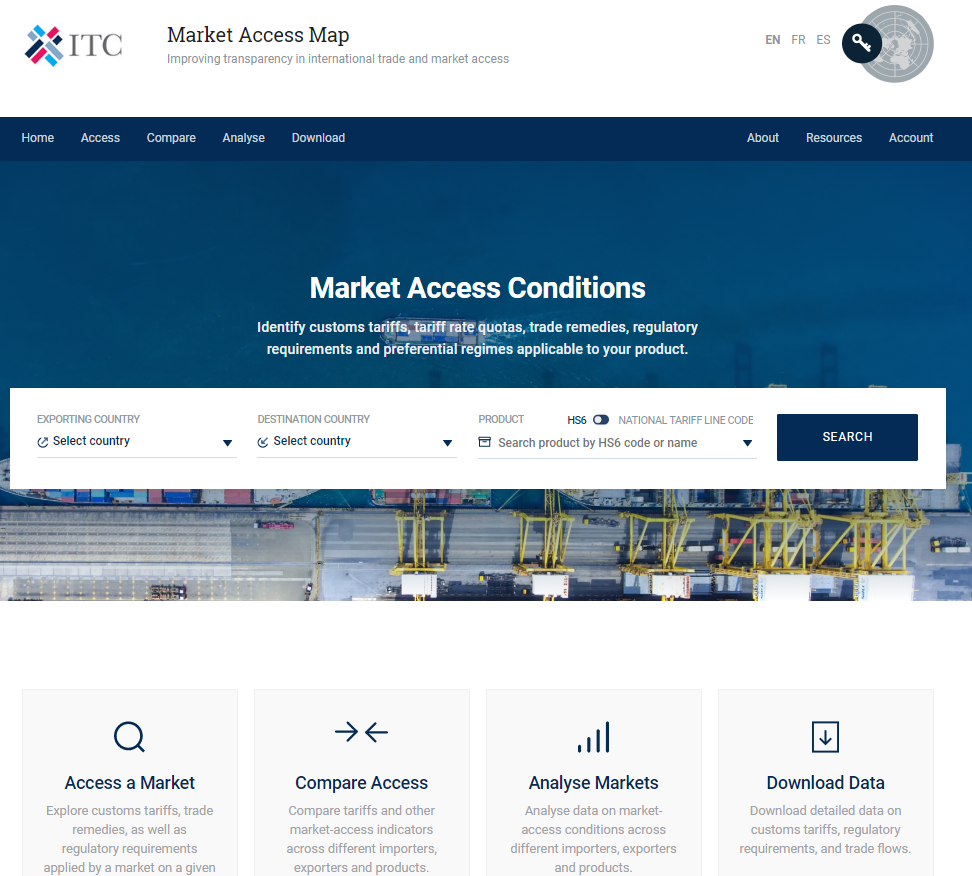 ITC
Market Access Map
Improving transparency in international trade and market access
EN FR ES
Home Access Compare Analyse Download About Resources Account
Market Access Conditions
Identify customs tariffs, tariff rate quotas, trade remedies, regulatory
requirements and preferential regimes applicable to your product.
EXPORTING COUNTRY
Select country
DESTINATION COUNTRY
Select country
PRODUCT HS6 NATIONAL TARIFF LINE CODE
Search product by HS6 code or name
SEARCH
Access a Market
Explore customs tariffs, trade
remedies, as well as
regulatory requirements
applied by a market on a given
Compare Access
Compare tariffs and other
market-access indicators
across different importers,
exporters and products.
Analyse Markets
Analyse data on market-
access conditions across
different importers, exporters
and products.
Download Data
Download detailed data on
customs tariffs, regulatory
requirements, and trade flows.